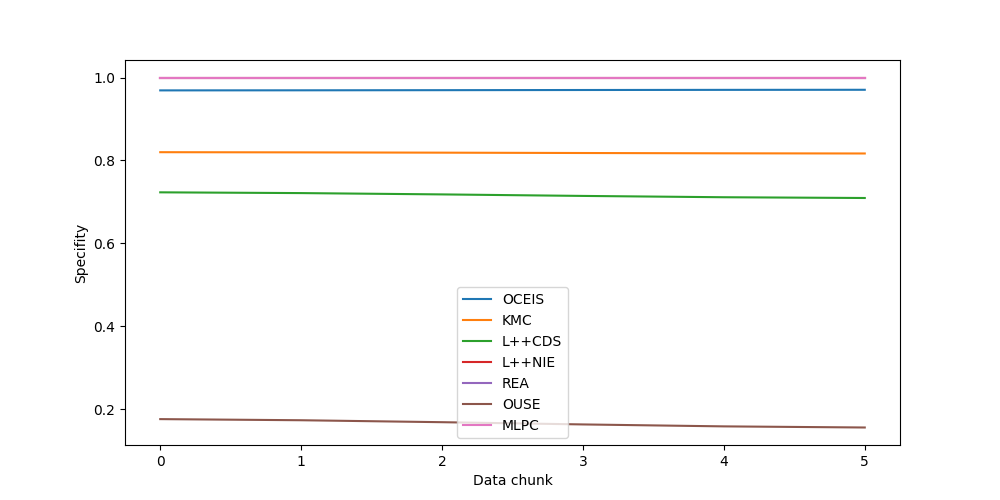 1.0
0.8
0.6
0.4
0.2
Specifity
0 1 2 3 4 5
Data chunk
OCEIS
KMC
L++CDS
L++NIE
REA
OUSE
MLPC